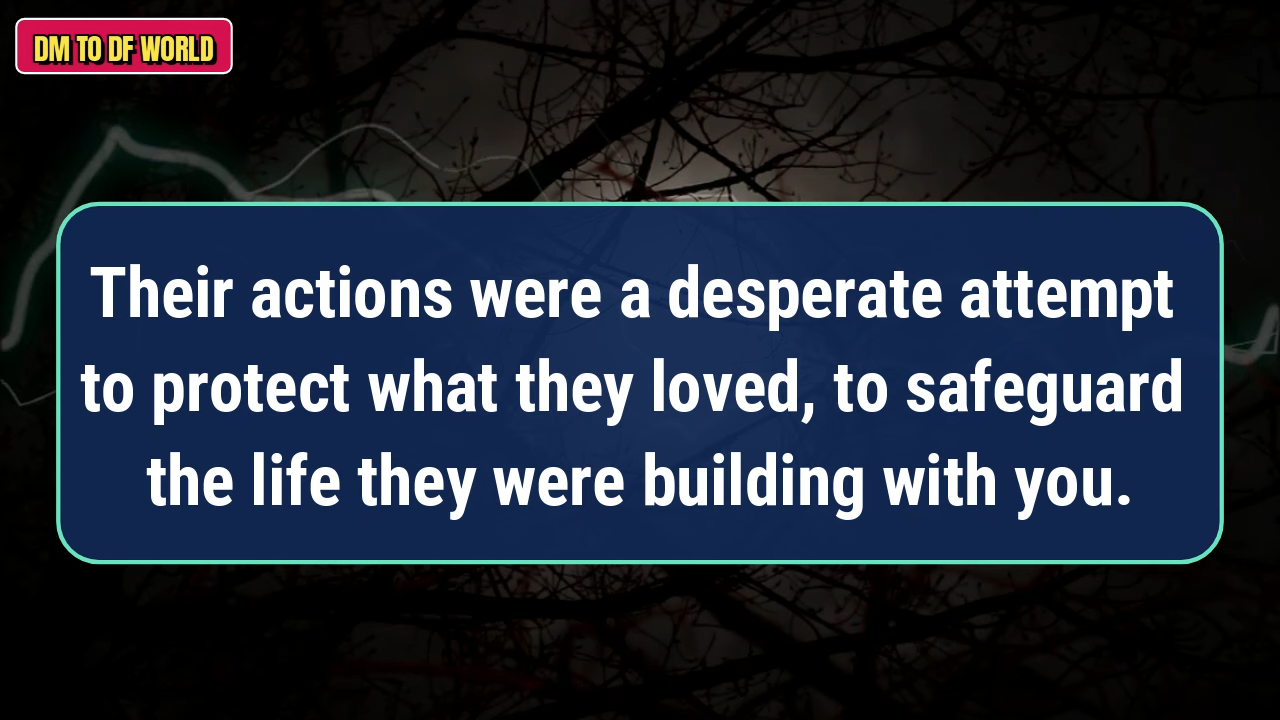 DM TO DF WORLD
Their actions were a desperate attempt
to protect what they loved, to safeguard
the life they were building with you.